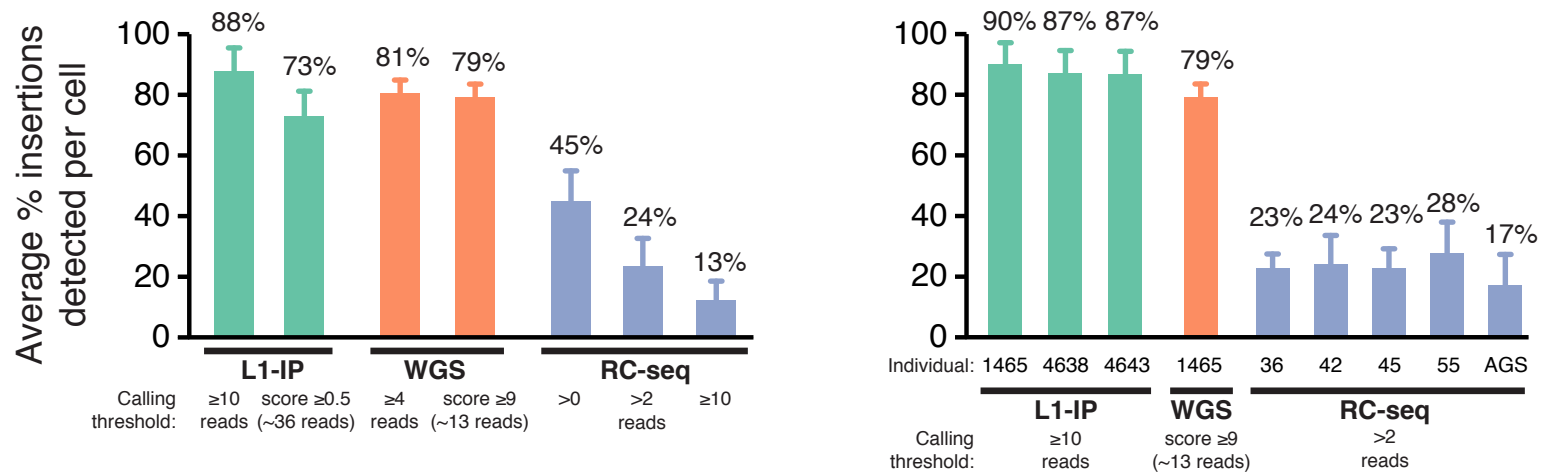 Average % insertions
detected per cell
100
80
60
40
20
0
88%
73%
81%
79%
45%
24%
13%
L1-IP
WGS
RC-seq
Calling
threshold:
≥10
reads
score ≥0.5
(~36 reads)
≥4
reads
score ≥9
(~13 reads)
>0
>2
reads
≥10
100
80
60
40
20
0
90%
87%
87%
79%
23%
24%
23%
28%
17%
Individual: 1465 4638 4643 1465 36 42 45 55 AGS
L1-IP
WGS
RC-seq
Calling
threshold:
≥10
reads
score ≥9
(~13 reads)
>2
reads